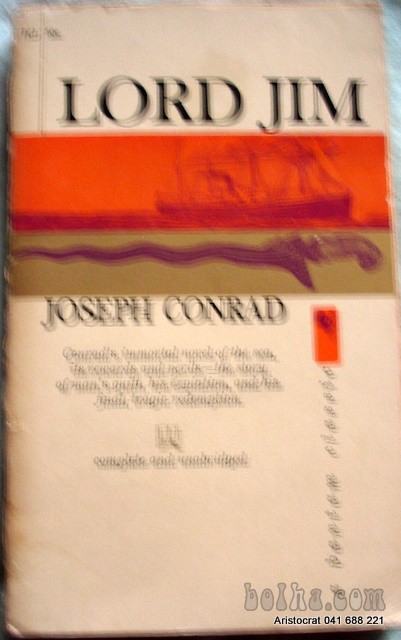 LORD JIM
JOSEPH CONRAD
Conrad's immortal novel of the sea,
its rewards and perils—the story
of man's guilt, his expiation, and his
final, tragic redemption.
complete and unabridged
a bantam classic
bolha.com
Aristocrat 041 688 221